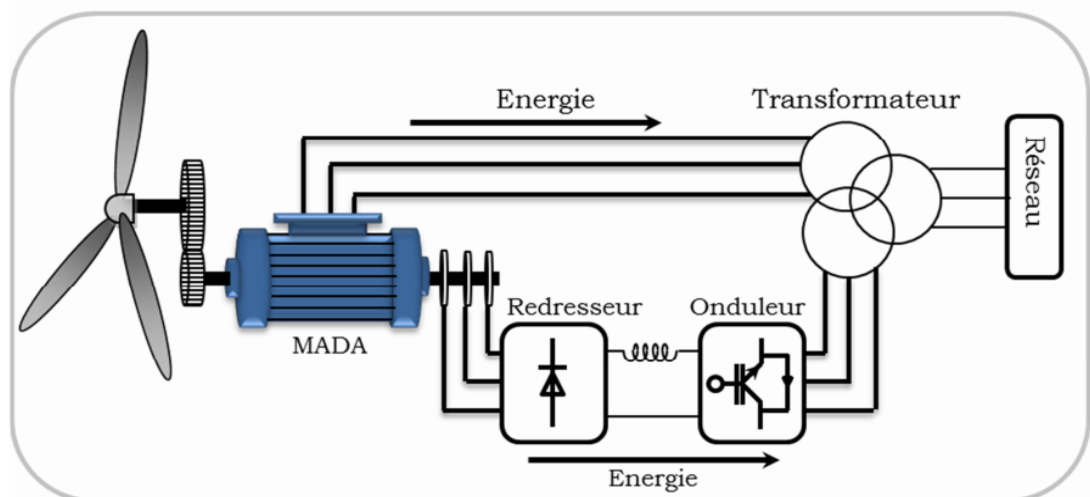 Energie
Transformateur
Réseau
MADA
Redresseur
Onduleur
Energie